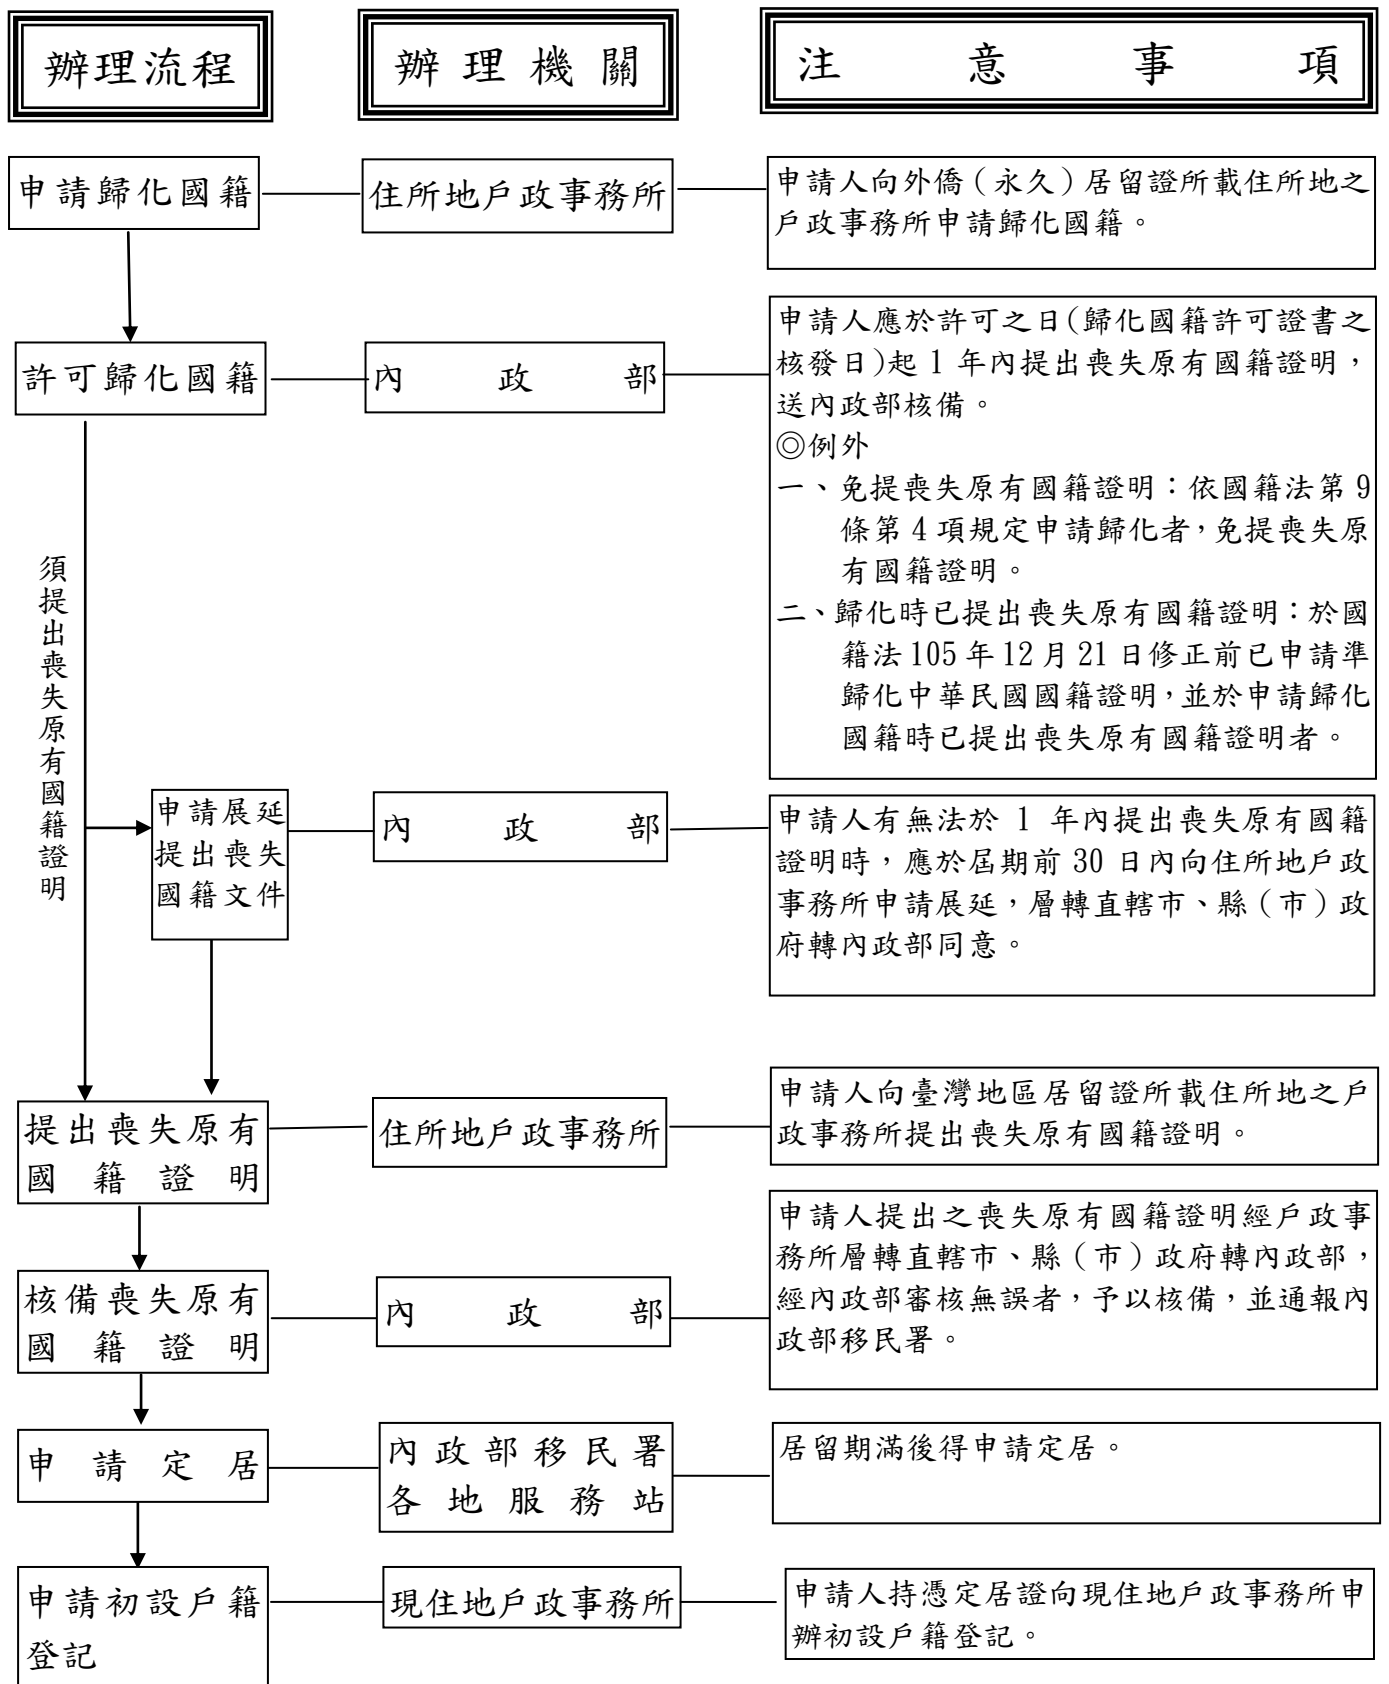 辦理流程
辦理機關
注意事項
申請歸化國籍
住所地戶政事務所
申請人向外僑（永久）居留證所載住所地之
戶政事務所申請歸化國籍。
許可歸化國籍
內政部
申請人應於許可之日(歸化國籍許可證書之
核發日)起 1 年內提出喪失原有國籍證明，
送內政部核備。
◎例外
一、免提喪失原有國籍證明：依國籍法第 9
條第 4 項規定申請歸化者，免提喪失原
有國籍證明。
二、歸化時已提出喪失原有國籍證明：於國
籍法 105 年 12 月 21 日修正前已申請準
歸化中華民國國籍證明，並於申請歸化
國籍時已提出喪失原有國籍證明者。
須提出喪失原有國籍證明
申請展延
提出喪失
國籍文件
內政部
申請人有無法於 1 年內提出喪失原有國籍
證明時，應於屆期前 30 日內向住所地戶政
事務所申請展延，層轉直轄市、縣（市）政
府轉內政部同意。
提出喪失原有
國籍證明
住所地戶政事務所
申請人向臺灣地區居留證所載住所地之戶
政事務所提出喪失原有國籍證明。
核備喪失原有
國籍證明
內政部
申請人提出之喪失原有國籍證明經戶政事
務所層轉直轄市、縣（市）政府轉內政部，
經內政部審核無誤者，予以核備，並通報內
政部移民署。
申請定居
內政部移民署
各地服務站
居留期滿後得申請定居。
申請初設戶籍
登記
現住地戶政事務所
申請人持憑定居證向現住地戶政事務所申
辦初設戶籍登記。